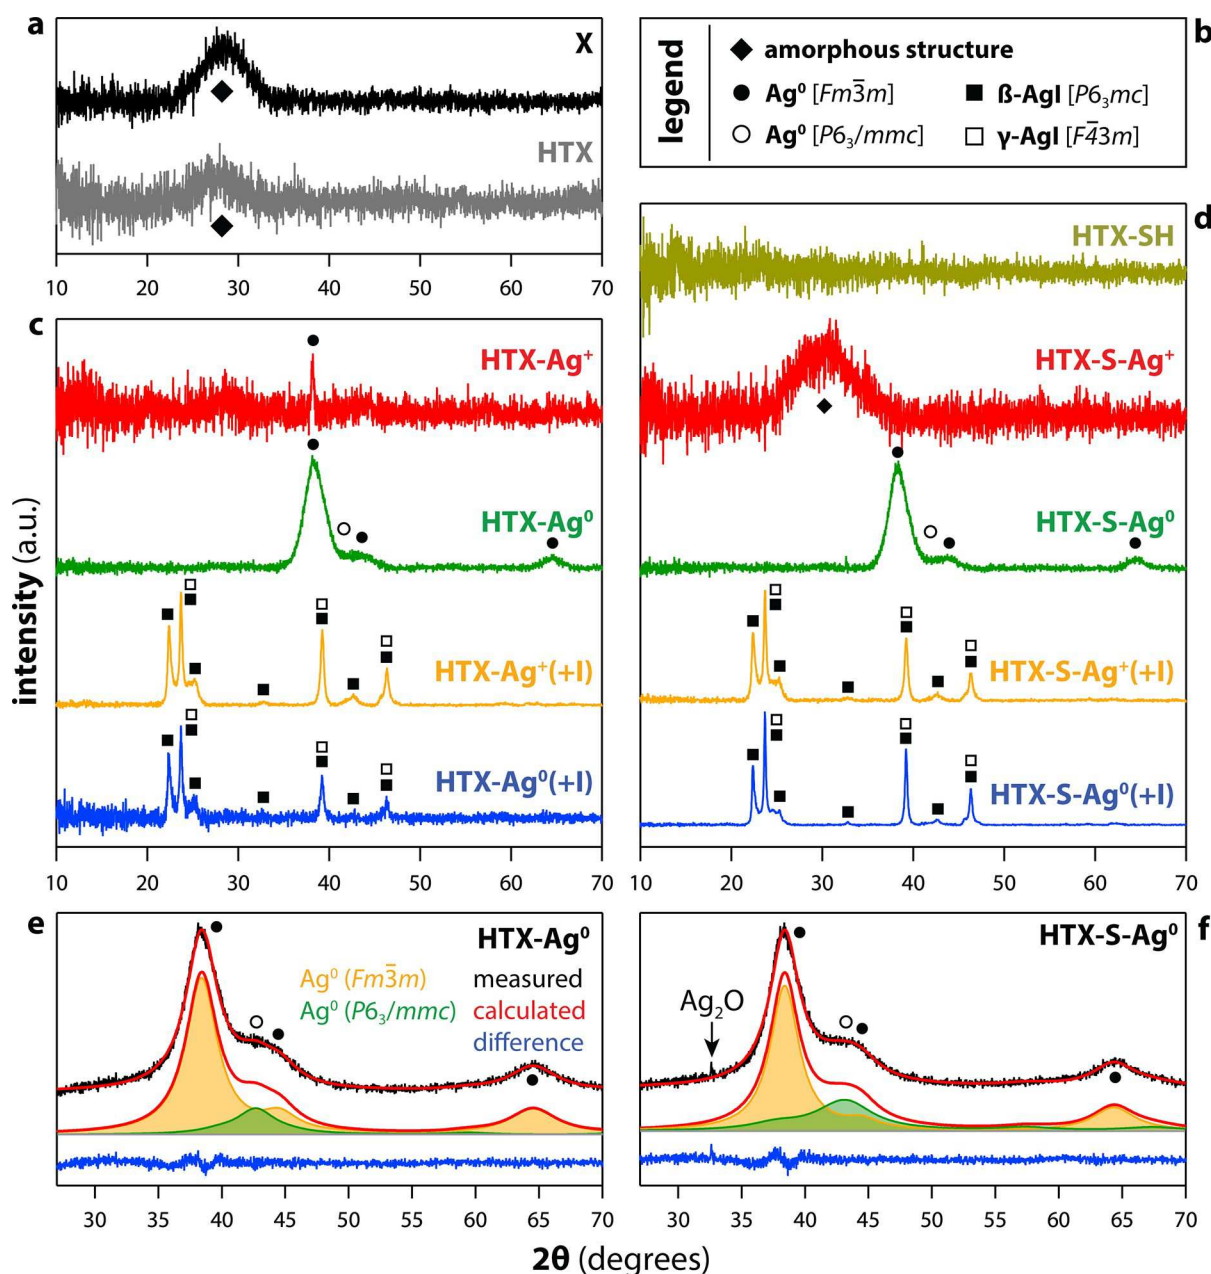 a
X
HTX
10 20 30 40 50 60 70
b
legend
amorphous structure
Ag⁰ [Fm3̅m]
ß-AgI [P6₃mc]
Ag⁰ [P6₃/mmc]
γ-AgI [F4̅3m]
c
HTX-Ag⁺
HTX-Ag⁰
HTX-Ag⁺(+I)
HTX-Ag⁰(+I)
10 20 30 40 50 60 70
d
HTX-SH
HTX-S-Ag⁺
HTX-S-Ag⁰
HTX-S-Ag⁺(+I)
HTX-S-Ag⁰(+I)
10 20 30 40 50 60 70
intensity (a.u.)
e
HTX-Ag⁰
Ag⁰ (Fm3̅m)
measured
Ag⁰ (P6₃/mmc)
calculated
difference
30 35 40 45 50 55 60 65 70
f
HTX-S-Ag⁰
Ag₂O
30 35 40 45 50 55 60 65 70
2θ (degrees)